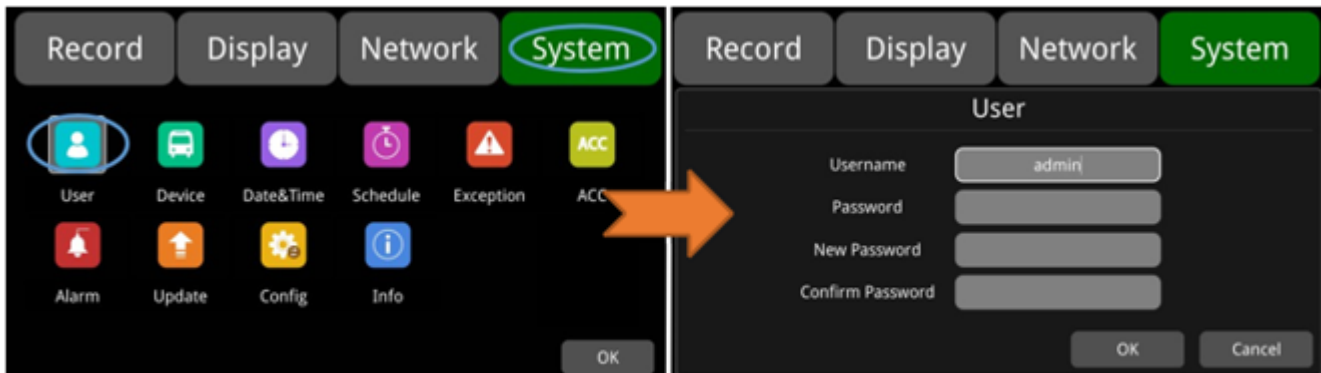 Record Display Network System
ACC
User Device Date&Time Schedule Exception ACC
Alarm Update Config Info
OK
Record Display Network System
User
Username admin
Password
New Password
Confirm Password
OK Cancel